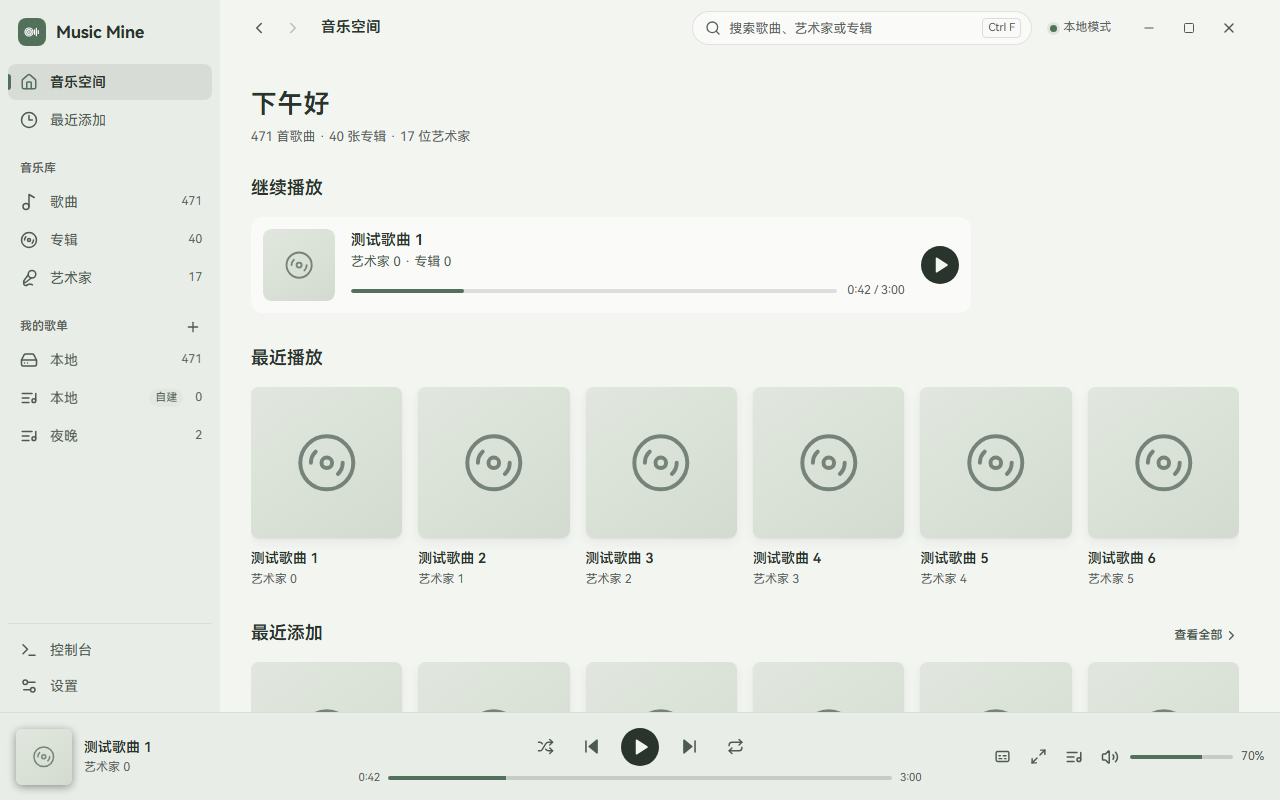 Music Mine
音乐空间
最近添加
音乐库
歌曲 471
专辑 40
艺术家 17
我的歌单
本地 471
本地 自建 0
夜晚 2
控制台
设置
音乐空间
搜索歌曲、艺术家或专辑 Ctrl F
本地模式
下午好
471 首歌曲 · 40 张专辑 · 17 位艺术家
继续播放
测试歌曲 1
艺术家 0 · 专辑 0
0:42 / 3:00
最近播放
测试歌曲 1
艺术家 0
测试歌曲 2
艺术家 1
测试歌曲 3
艺术家 2
测试歌曲 4
艺术家 3
测试歌曲 5
艺术家 4
测试歌曲 6
艺术家 5
最近添加
查看全部
测试歌曲 1
艺术家 0
0:42
3:00
70%